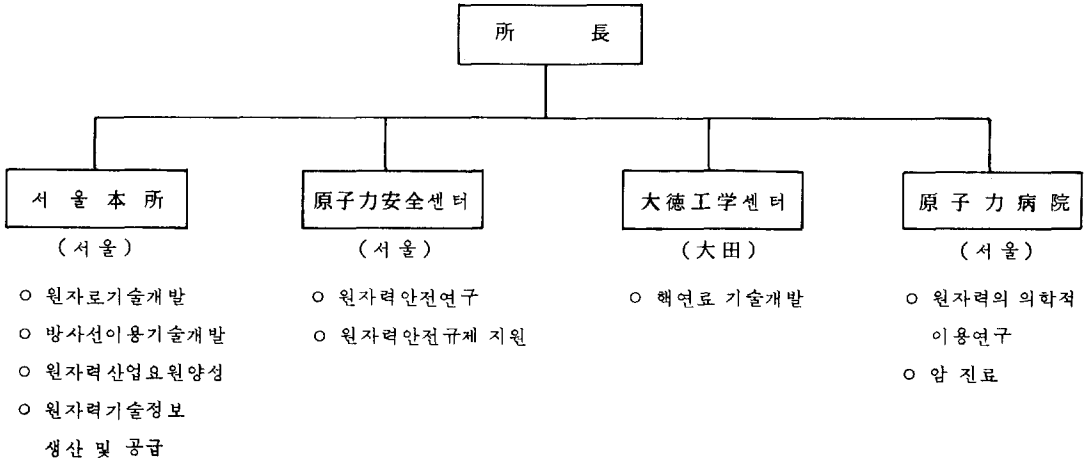 所 長
서울本所
原子力安全센터
大德工学센터
原子力病院
(서울)
(서울)
(大田)
(서울)
○ 원자로기술개발
○ 방사선이용기술개발
○ 원자력산업요원양성
○ 원자력기술정보
생산 및 공급
○ 원자력안전연구
○ 원자력안전규제 지원
○ 핵연료 기술개발
○ 원자력의 의학적
이용연구
○ 암 진료